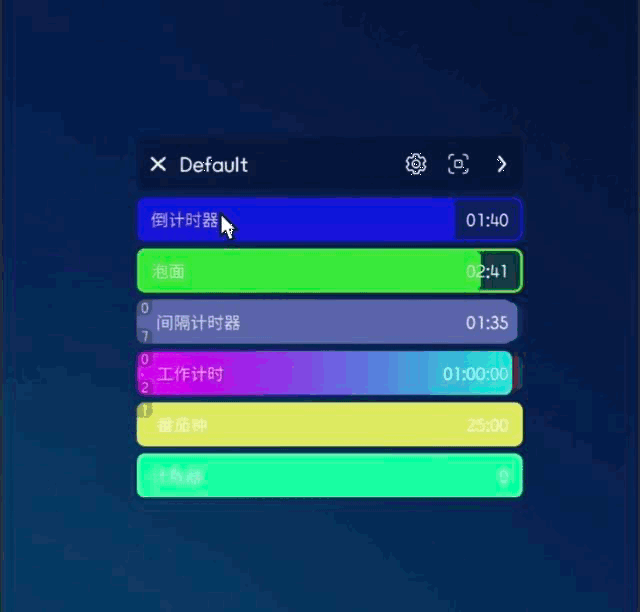 Default
倒计时器 01:40
泡面 02:41
0 7 间隔计时器 01:35
0 2 工作计时 01:00:00
1 番茄钟 25:00
计数器 0